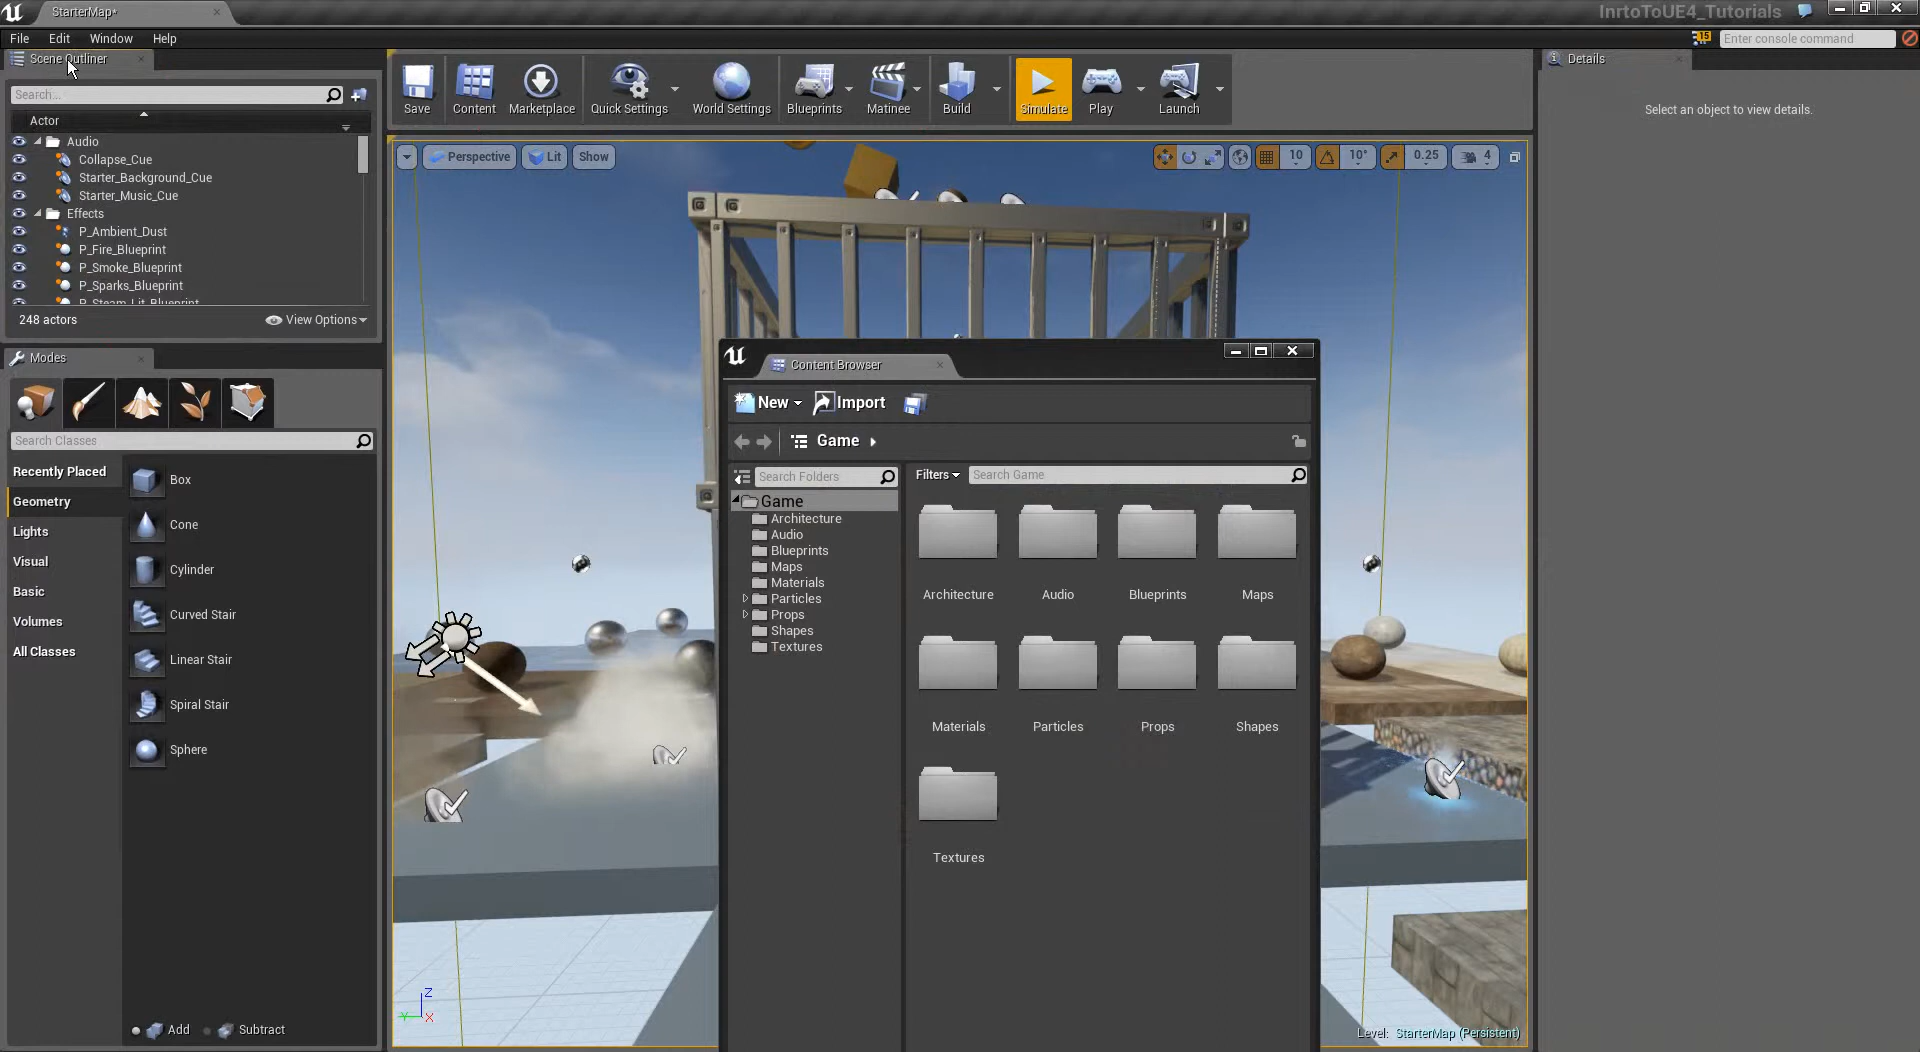 StarterMap*
InrtoToUE4_Tutorials
File Edit Window Help
15
Enter console command
Scene Outliner
Search...
Actor
Audio
Collapse_Cue
Starter_Background_Cue
Starter_Music_Cue
Effects
P_Ambient_Dust
P_Fire_Blueprint
P_Smoke_Blueprint
P_Sparks_Blueprint
P_Steam_Lit_Blueprint
248 actors
View Options
Modes
Search Classes
Recently Placed
Geometry
Lights
Visual
Basic
Volumes
All Classes
Box
Cone
Cylinder
Curved Stair
Linear Stair
Spiral Stair
Sphere
Add
Subtract
Save
Content
Marketplace
Quick Settings
World Settings
Blueprints
Matinee
Build
Simulate
Play
Launch
Perspective
Lit
Show
10
10°
0.25
4
Content Browser
New
Import
Game
Search Folders
Game
Architecture
Audio
Blueprints
Maps
Materials
Particles
Props
Shapes
Textures
Filters
Search Game
Architecture
Audio
Blueprints
Maps
Materials
Particles
Props
Shapes
Textures
Z
Y
X
Level: StarterMap (Persistent)
Details
Select an object to view details.